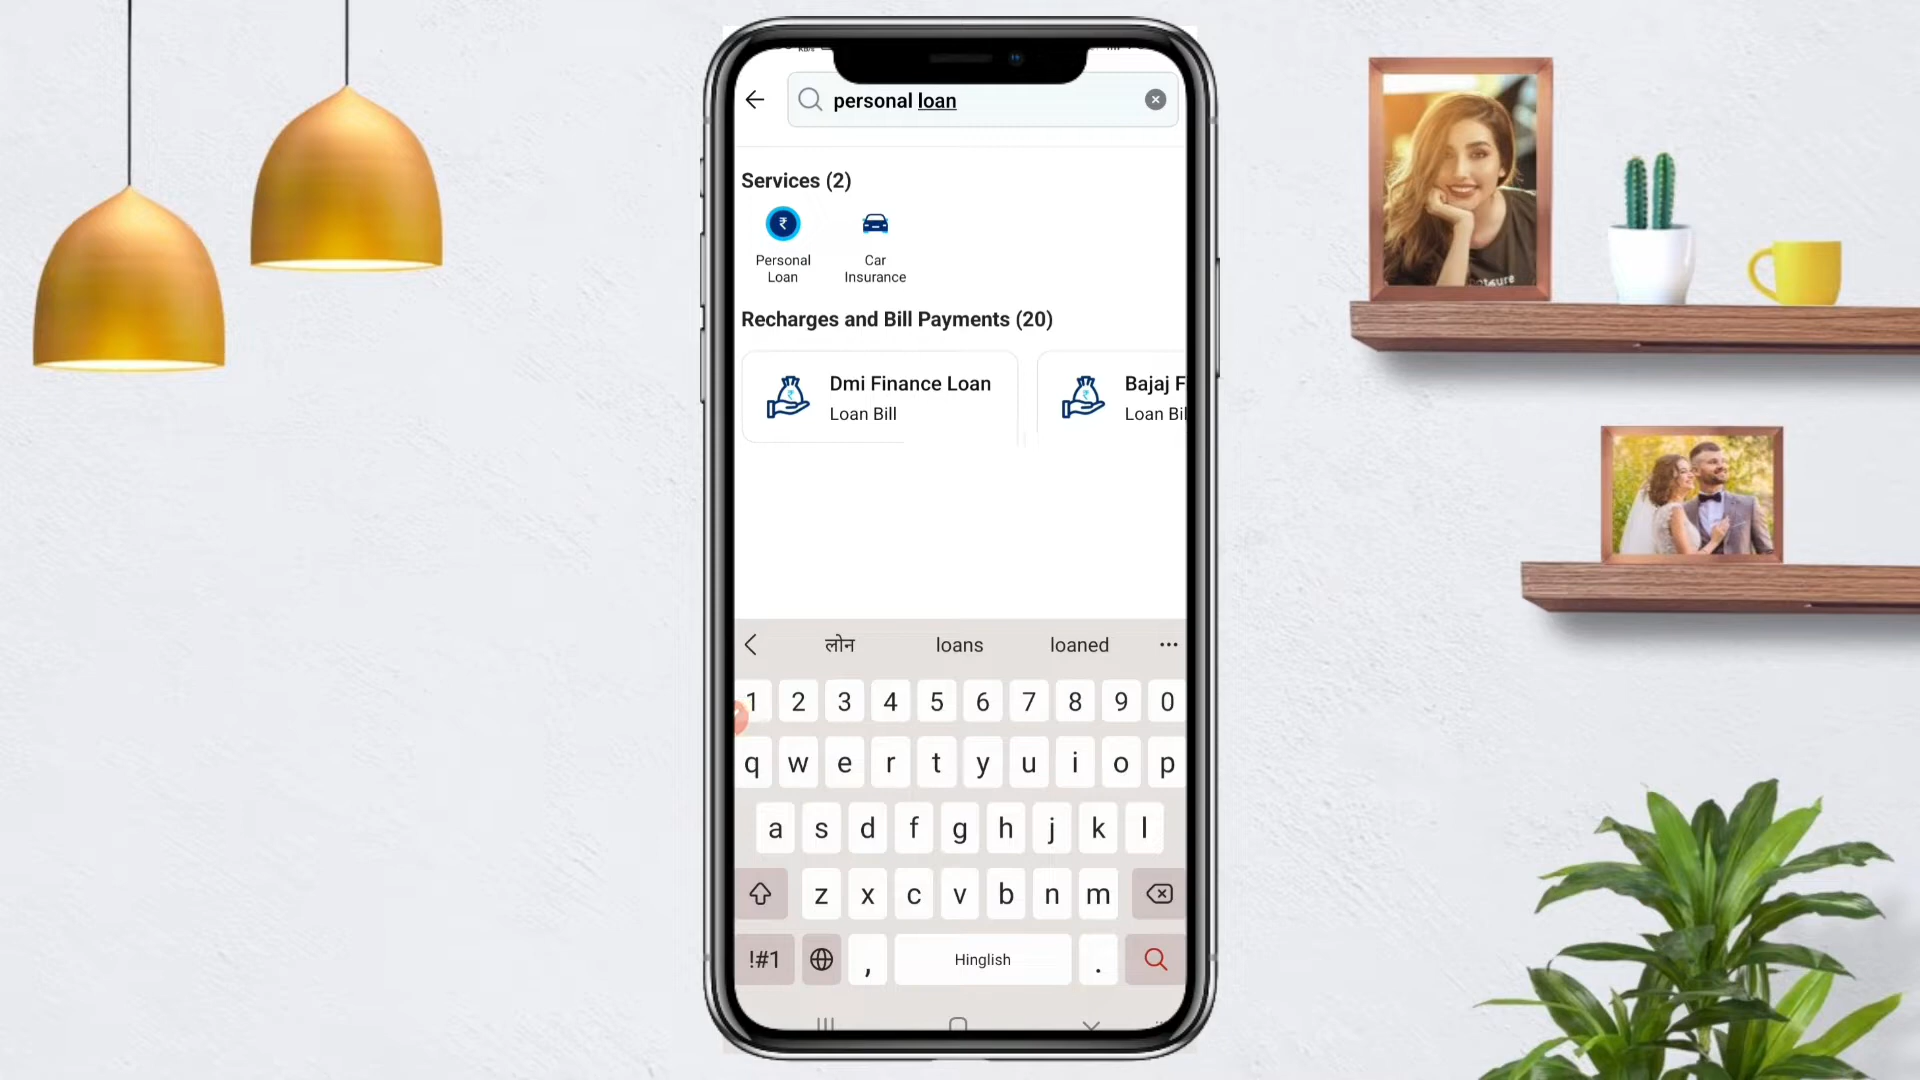 personal loan
Services (2)
Personal
Loan
Car
Insurance
Recharges and Bill Payments (20)
Dmi Finance Loan
Loan Bill
Bajaj F
Loan Bil
लोन loans loaned
1 2 3 4 5 6 7 8 9 0
q w e r t y u i o p
a s d f g h j k l
z x c v b n m
!#1 , Hinglish .